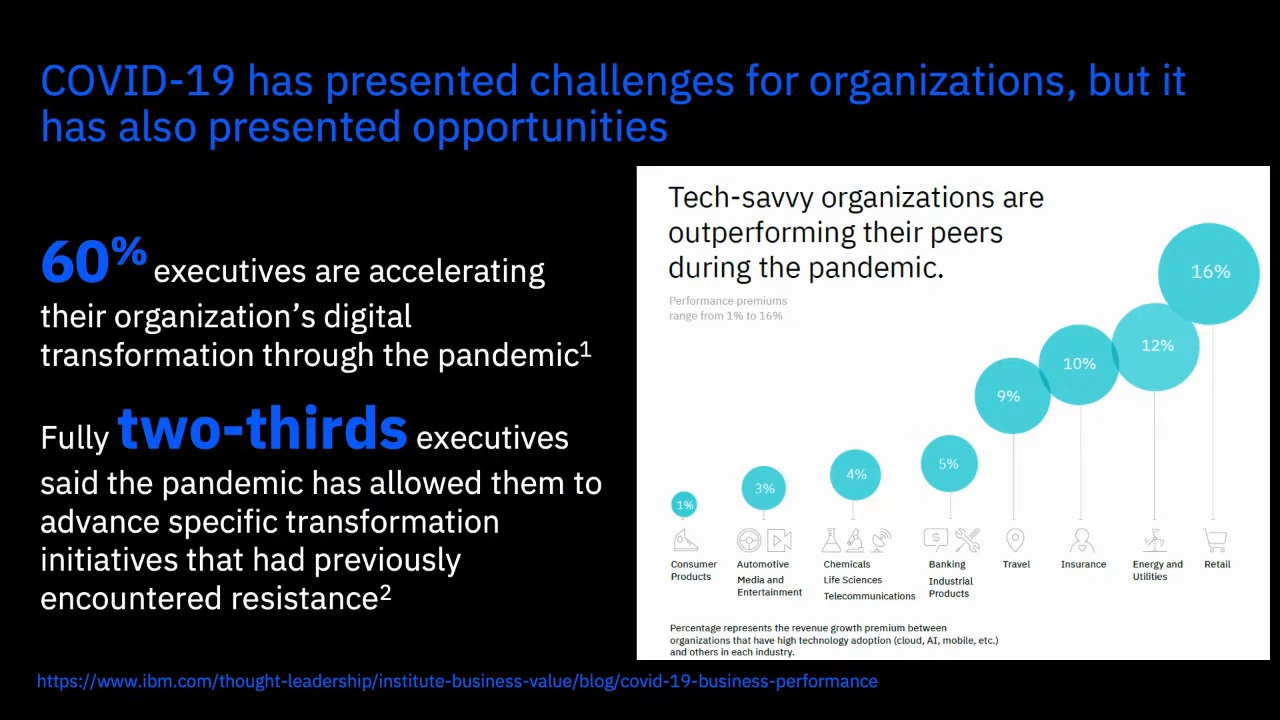 COVID-19 has presented challenges for organizations, but it
has also presented opportunities
60% executives are accelerating
their organization’s digital
transformation through the pandemic¹
Fully two-thirds executives
said the pandemic has allowed them to
advance specific transformation
initiatives that had previously
encountered resistance²
Tech-savvy organizations are
outperforming their peers
during the pandemic.
Performance premiums
range from 1% to 16%
1%
3%
4%
5%
9%
10%
12%
16%
$
Consumer
Products
Automotive
Media and
Entertainment
Chemicals
Life Sciences
Telecommunications
Banking
Industrial
Products
Travel
Insurance
Energy and
Utilities
Retail
Percentage represents the revenue growth premium between
organizations that have high technology adoption (cloud, AI, mobile, etc.)
and others in each industry.
https://www.ibm.com/thought-leadership/institute-business-value/blog/covid-19-business-performance